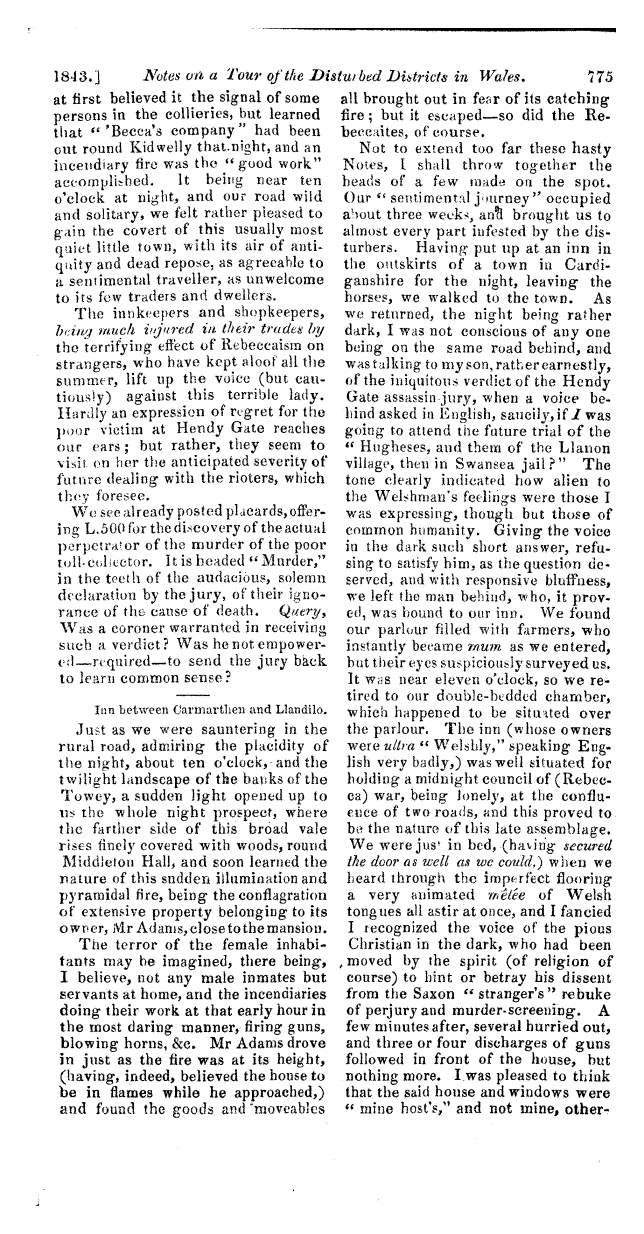 1843.] Notes on a Tour of the Disturbed Districts in Wales. 775
at first believed it the signal of some
persons in the collieries, but learned
that “ 'Becca's company ” had been
out round Kidwelly that night, and an
incendiary fire was the “ good work ”
accomplished. It being near ten
o'clock at night, and our road wild
and solitary, we felt rather pleased to
gain the covert of this usually most
quiet little town, with its air of anti-
quity and dead repose, as agreeable to
a sentimental traveller, as unwelcome
to its few traders and dwellers.
The innkeepers and shopkeepers,
being much injured in their trades by
the terrifying effect of Rebeccaism on
strangers, who have kept aloof all the
summer, lift up the voice (but cau-
tiously) against this terrible lady.
Hardly an expression of regret for the
poor victim at Hendy Gate reaches
our ears; but rather, they seem to
visit on her the anticipated severity of
future dealing with the rioters, which
they foresee.
We see already posted placards, offer-
ing L.500 for the discovery of the actual
perpetrator of the murder of the poor
toll-collector. It is headed “ Murder,”
in the teeth of the audacious, solemn
declaration by the jury, of their igno-
rance of the cause of death. Query,
Was a coroner warranted in receiving
such a verdict? Was he not empower-
ed—required—to send the jury back
to learn common sense?
Inn between Carmarthen and Llandilo.
Just as we were sauntering in the
rural road, admiring the placidity of
the night, about ten o'clock, and the
twilight landscape of the banks of the
Towey, a sudden light opened up to
us the whole night prospect, where
the farther side of this broad vale
rises finely covered with woods, round
Middleton Hall, and soon learned the
nature of this sudden illumination and
pyramidal fire, being the conflagration
of extensive property belonging to its
owner, Mr Adams, close to the mansion.
The terror of the female inhabi-
tants may be imagined, there being,
I believe, not any male inmates but
servants at home, and the incendiaries
doing their work at that early hour in
the most daring manner, firing guns,
blowing horns, &c. Mr Adams drove
in just as the fire was at its height,
(having, indeed, believed the house to
be in flames while he approached,)
and found the goods and moveables
all brought out in fear of its catching
fire; but it escaped—so did the Re-
beccaites, of course.
Not to extend too far these hasty
Notes, I shall throw together the
heads of a few made on the spot.
Our “ sentimental journey ” occupied
about three weeks, and brought us to
almost every part infested by the dis-
turbers. Having put up at an inn in
the outskirts of a town in Cardi-
ganshire for the night, leaving the
horses, we walked to the town. As
we returned, the night being rather
dark, I was not conscious of any one
being on the same road behind, and
was talking to my son, rather earnestly,
of the iniquitous verdict of the Hendy
Gate assassin-jury, when a voice be-
hind asked in English, saucily, if I was
going to attend the future trial of the
“ Hugheses, and them of the Llanon
village, then in Swansea jail?” The
tone clearly indicated how alien to
the Welshman's feelings were those I
was expressing, though but those of
common humanity. Giving the voice
in the dark such short answer, refu-
sing to satisfy him, as the question de-
served, and with responsive bluffness,
we left the man behind, who, it prov-
ed, was bound to our inn. We found
our parlour filled with farmers, who
instantly became mum as we entered,
but their eyes suspiciously surveyed us.
It was near eleven o'clock, so we re-
tired to our double-bedded chamber,
which happened to be situated over
the parlour. The inn (whose owners
were ultra “ Welshly,” speaking Eng-
lish very badly,) was well situated for
holding a midnight council of (Rebec-
ca) war, being lonely, at the conflu-
ence of two roads, and this proved to
be the nature of this late assemblage.
We were just in bed, (having secured
the door as well as we could,) when we
heard through the imperfect flooring
a very animated mêlée of Welsh
tongues all astir at once, and I fancied
I recognized the voice of the pious
Christian in the dark, who had been
moved by the spirit (of religion of
course) to hint or betray his dissent
from the Saxon “ stranger's ” rebuke
of perjury and murder-screening. A
few minutes after, several hurried out,
and three or four discharges of guns
followed in front of the house, but
nothing more. I was pleased to think
that the said house and windows were
“ mine host's,” and not mine, other-